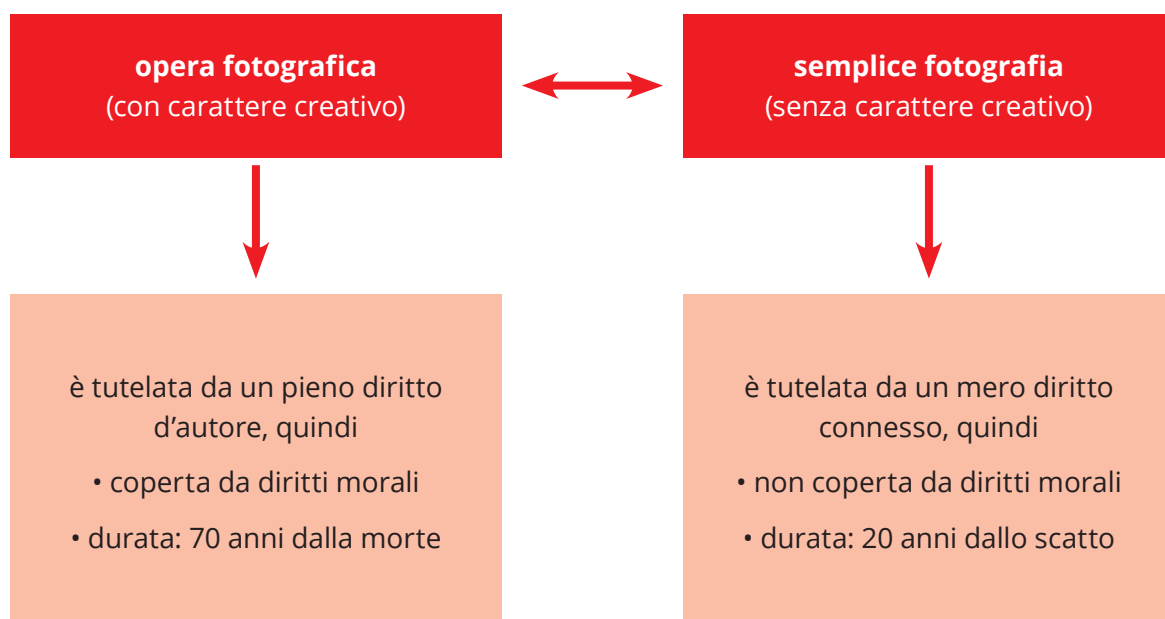 opera fotografica
(con carattere creativo)
semplice fotografia
(senza carattere creativo)
è tutelata da un pieno diritto
d’autore, quindi
• coperta da diritti morali
• durata: 70 anni dalla morte
è tutelata da un mero diritto
connesso, quindi
• non coperta da diritti morali
• durata: 20 anni dallo scatto